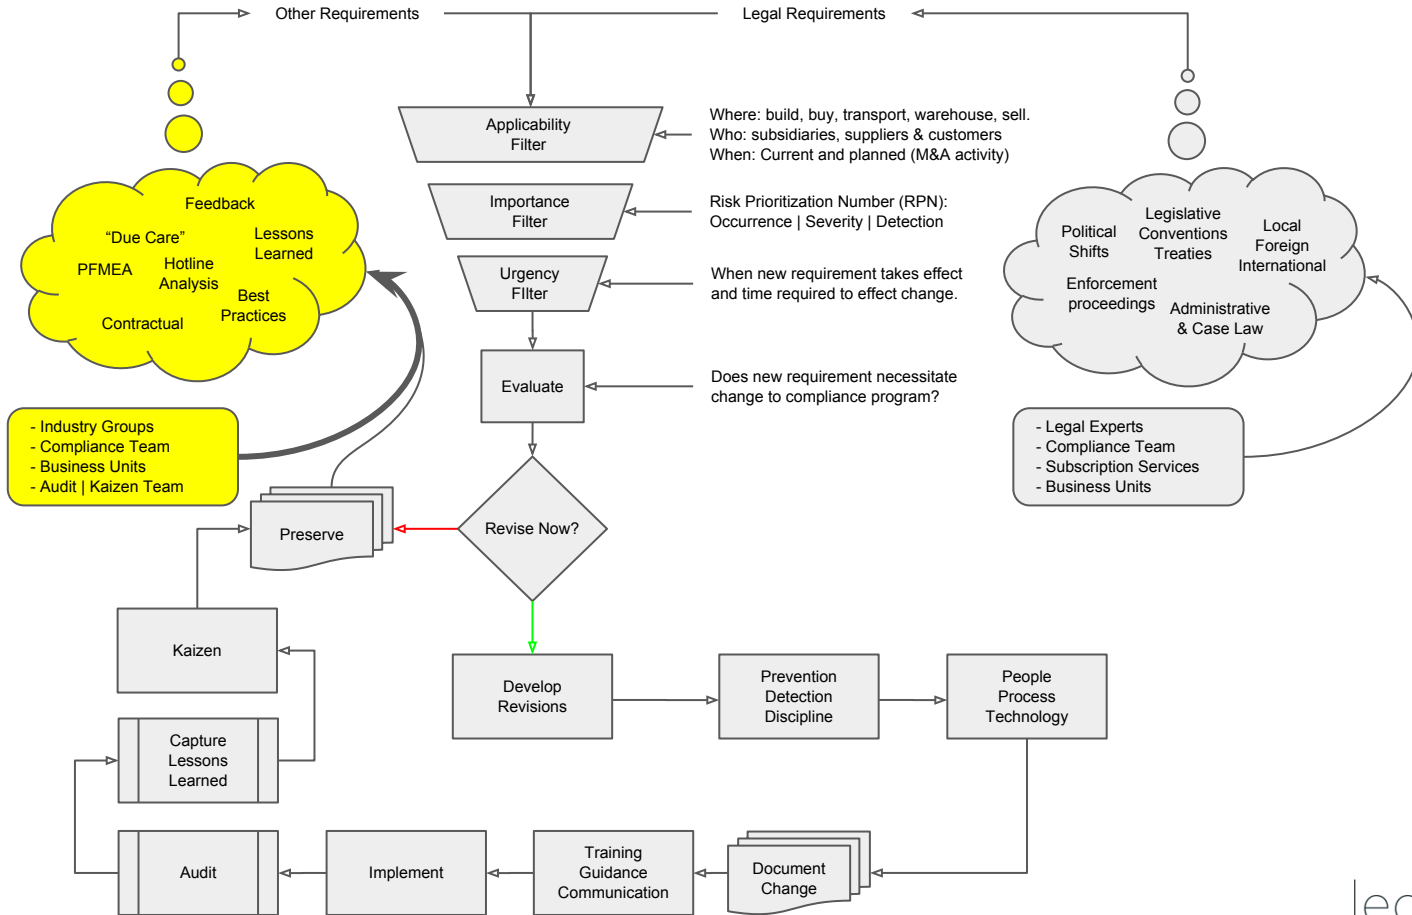 Other Requirements
Legal Requirements
Applicability
Filter
Where: build, buy, transport, warehouse, sell.
Who: subsidiaries, suppliers & customers
When: Current and planned (M&A activity)
Importance
Filter
Risk Prioritization Number (RPN):
Occurrence | Severity | Detection
Urgency
FIlter
When new requirement takes effect
and time required to effect change.
Evaluate
Does new requirement necessitate
change to compliance program?
Feedback
“Due Care”
Lessons
Learned
PFMEA
Hotline
Analysis
Best
Practices
Contractual
Political
Shifts
Legislative
Conventions
Treaties
Local
Foreign
International
Enforcement
proceedings
Administrative
& Case Law
- Industry Groups
- Compliance Team
- Business Units
- Audit | Kaizen Team
- Legal Experts
- Compliance Team
- Subscription Services
- Business Units
Preserve
Revise Now?
Kaizen
Develop
Revisions
Prevention
Detection
Discipline
People
Process
Technology
Capture
Lessons
Learned
Audit
Implement
Training
Guidance
Communication
Document
Change